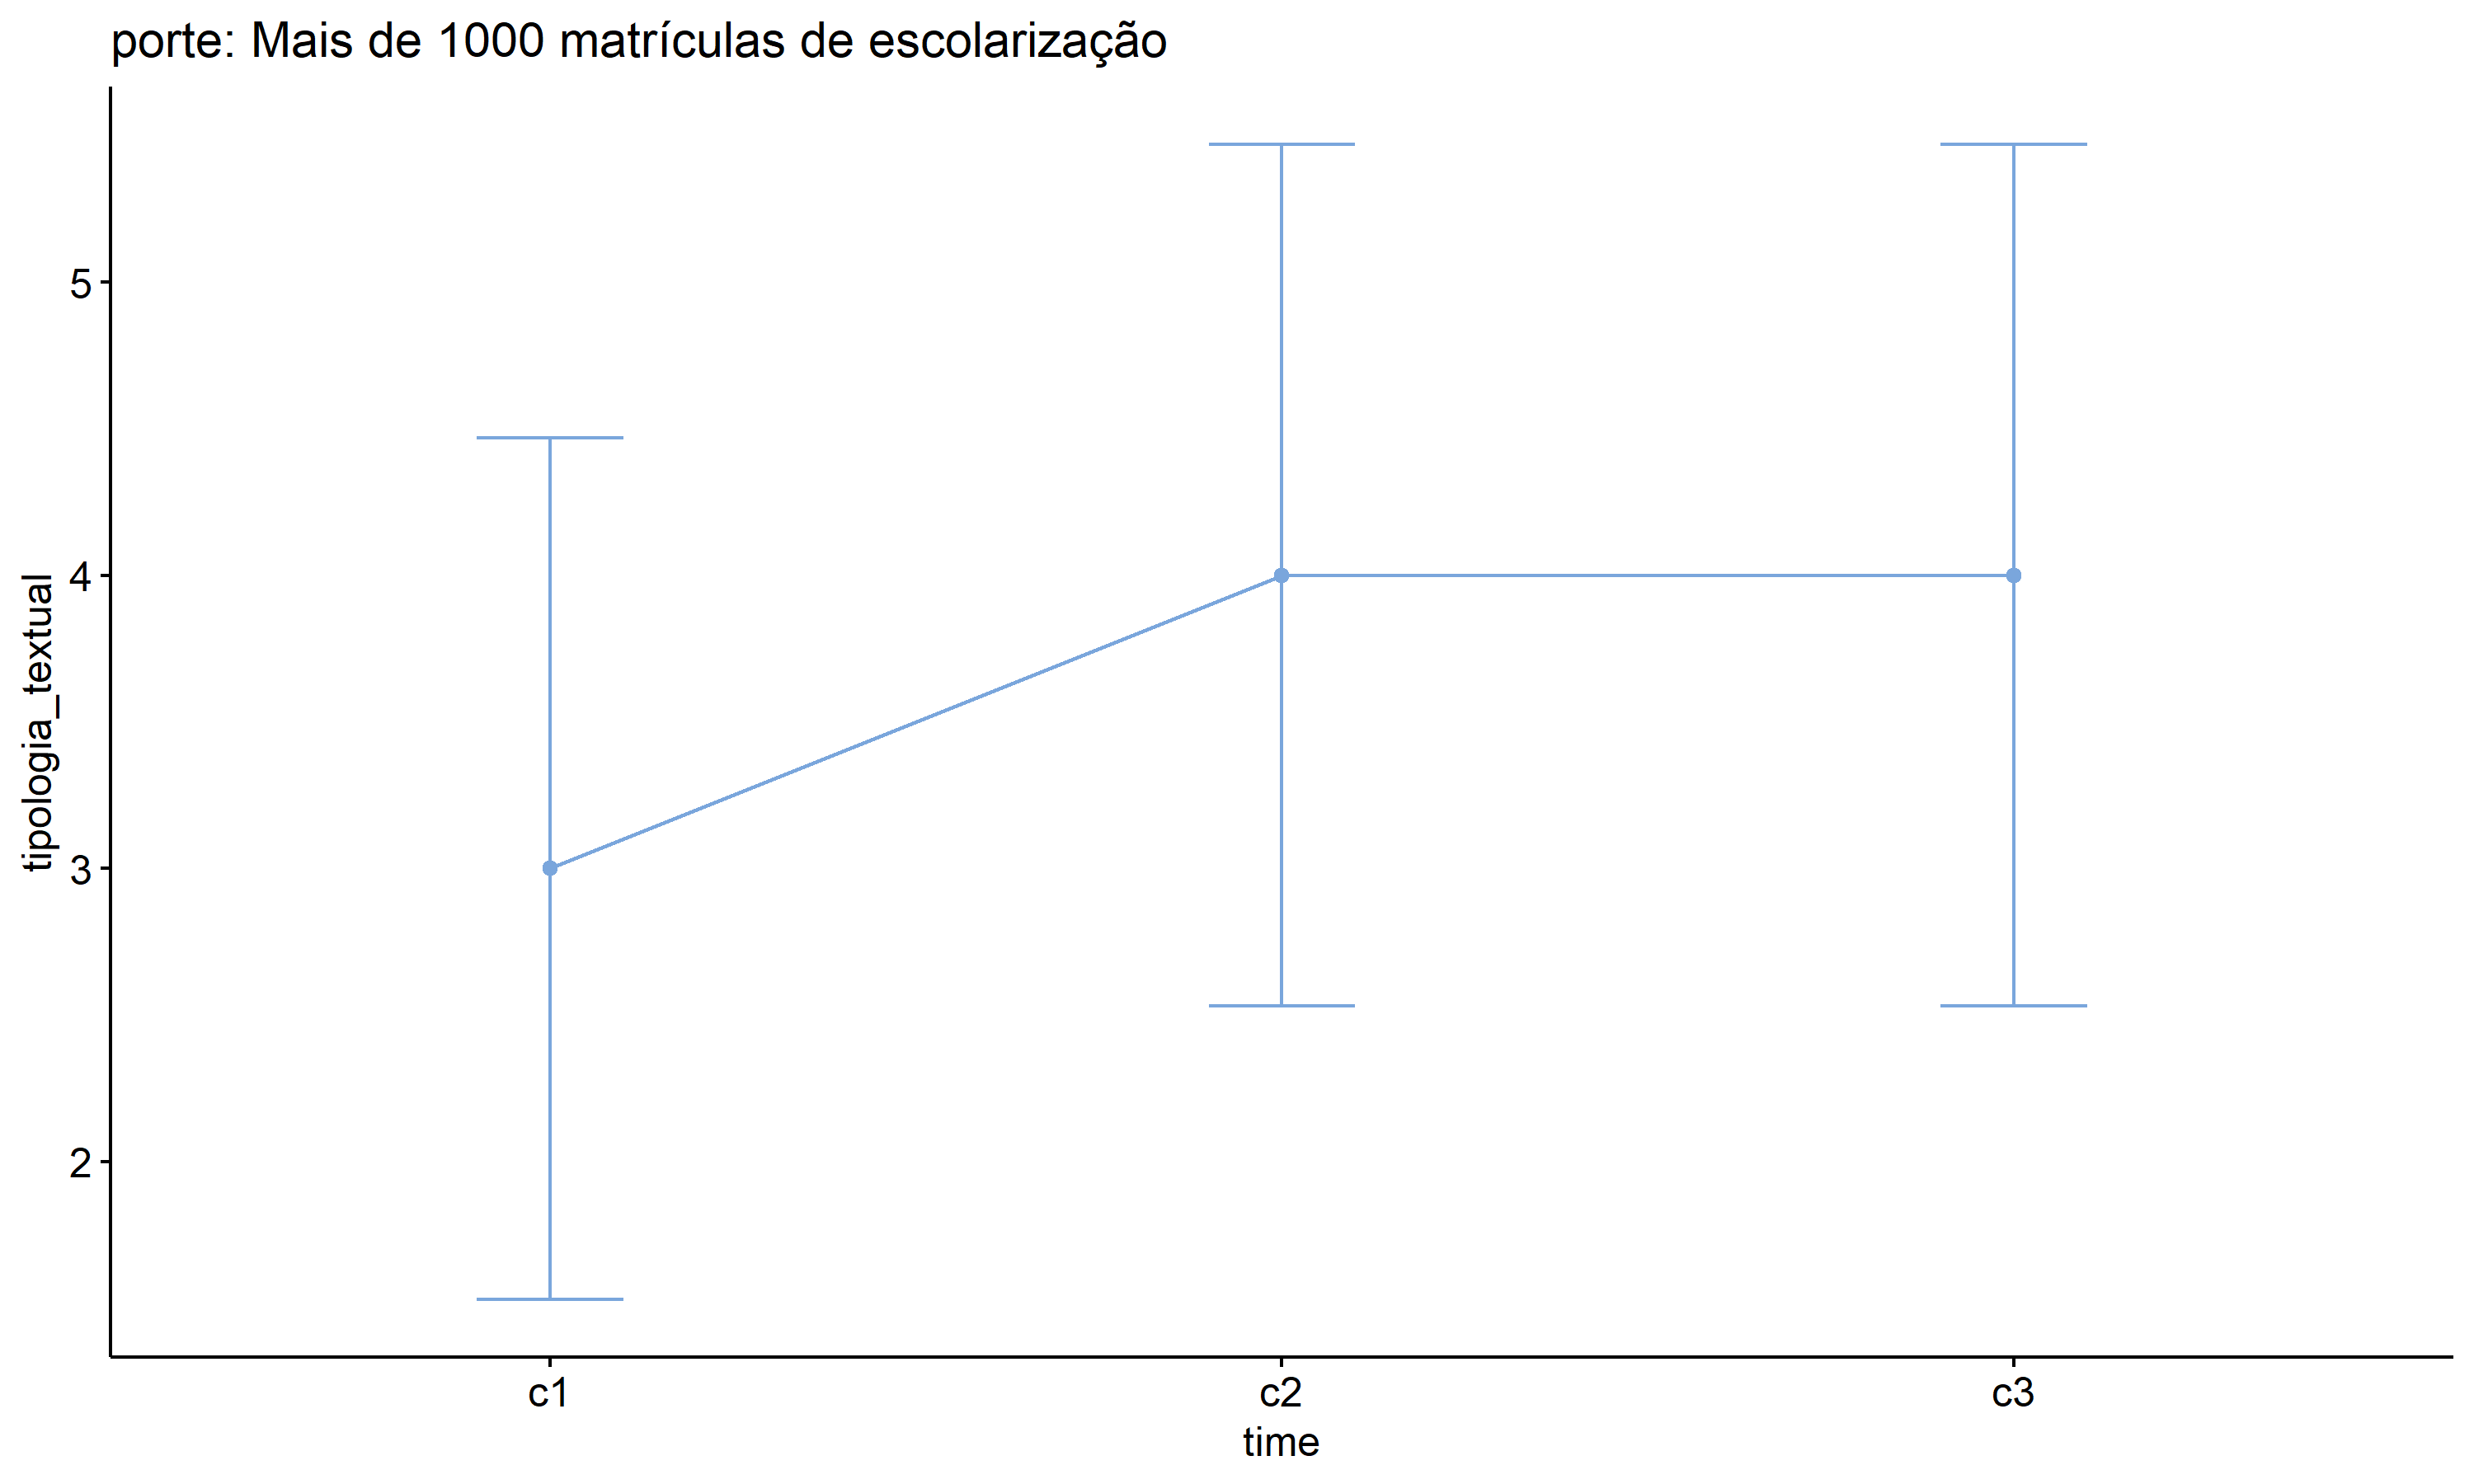 porte: Mais de 1000 matrículas de escolarização
tipologia_textual
5
4
3
2
c1 c2 c3
time